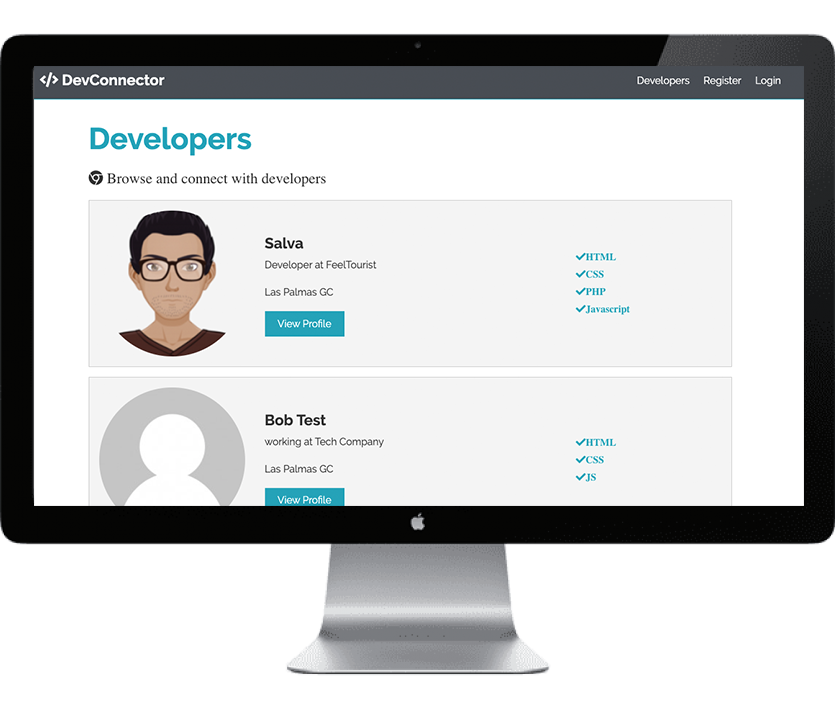 </> DevConnector
Developers Register Login
Developers
Browse and connect with developers
Salva
Developer at FeelTourist
Las Palmas GC
View Profile
HTML
CSS
PHP
Javascript
Bob Test
working at Tech Company
Las Palmas GC
View Profile
HTML
CSS
JS